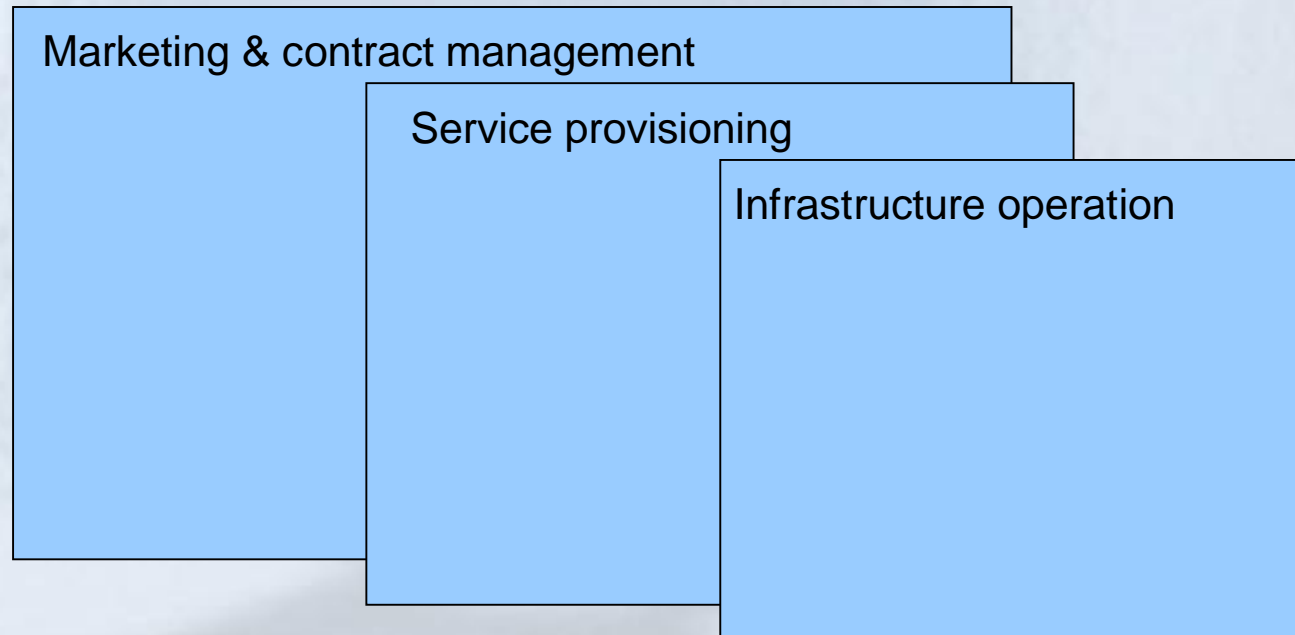 Marketing & contract management
Service provisioning
Infrastructure operation